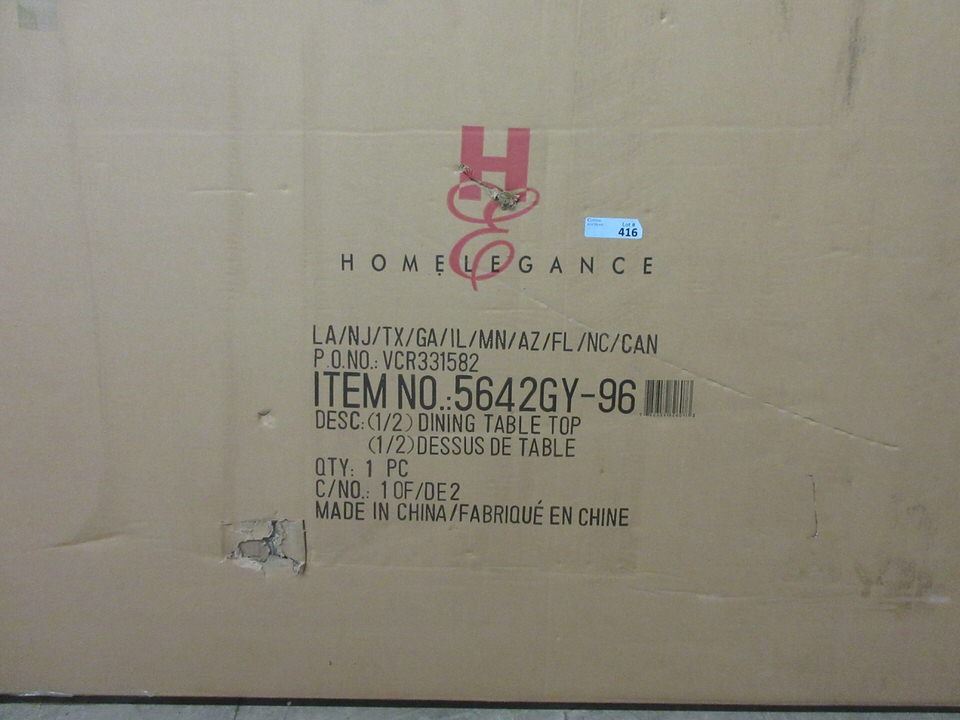 H
E
HOMELEGANCE
Lot #
416
LA/NJ/TX/GA/IL/MN/AZ/FL/NC/CAN
P.O.NO.: VCR331582
ITEM NO.:5642GY-96
DESC:(1/2) DINING TABLE TOP
(1/2)DESSUS DE TABLE
QTY: 1 PC
C/NO.: 1 OF/DE 2
MADE IN CHINA/FABRIQUÉ EN CHINE